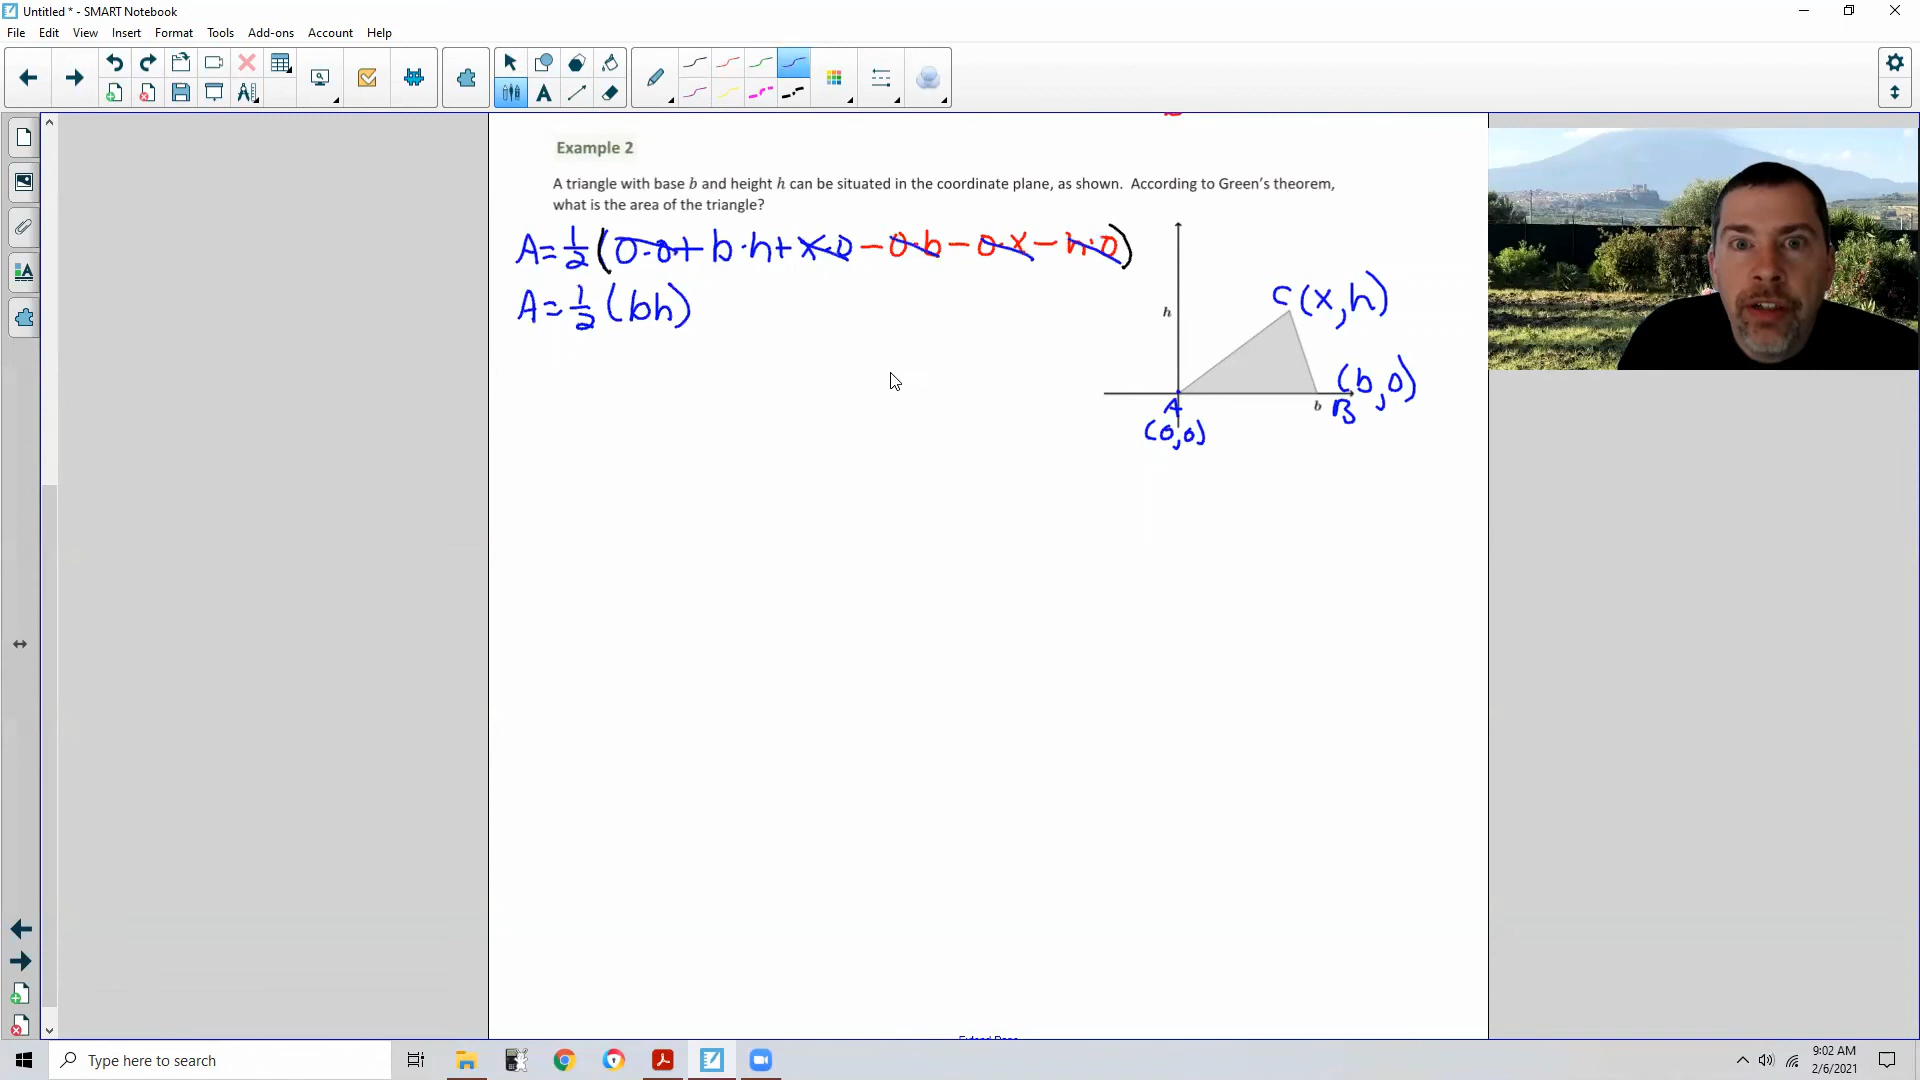 Untitled * - SMART Notebook
File Edit View Insert Format Tools Add-ons Account Help
Example 2
A triangle with base b and height h can be situated in the coordinate plane, as shown. According to Green's theorem,
what is the area of the triangle?
A=½(0·0+b·h+x·0-0·b-0·x-h·0)
A=½(bh)
C(x,h)
h
(b,0)
A b B
(0,0)
Type here to search
9:02 AM
2/6/2021